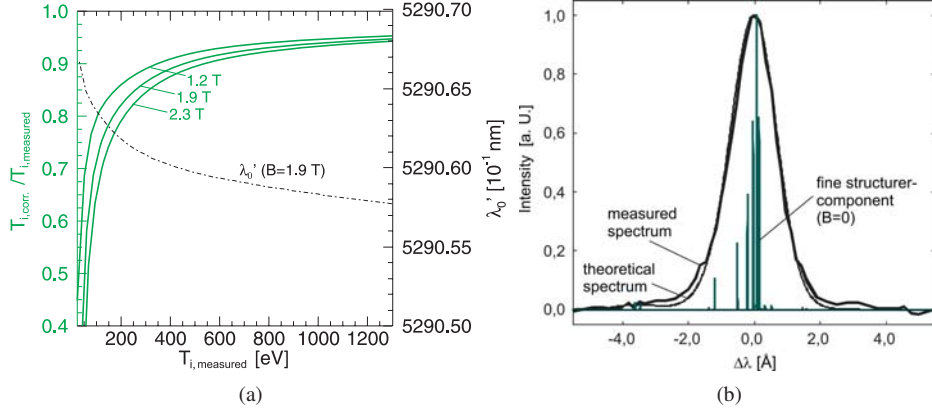 1.0
0.9
0.8
0.7
0.6
0.5
0.4
T i,corr. /T i,measured
1.2 T
1.9 T
2.3 T
λ0' (B=1.9 T)
200 400 600 800 1000 1200
T i, measured [eV]
5290.70
5290.65
5290.60
5290.55
5290.50
λ0' [10^-1 nm]
(a)
b)
1,0
0,8
0,6
0,4
0,2
0,0
Intensity [a. U.]
measured
spectrum
theoretical
spectrum
fine structurer-
component
(B=0)
-4,0 -2,0 0,0 2,0 4,0
Δλ [Å]
(b)